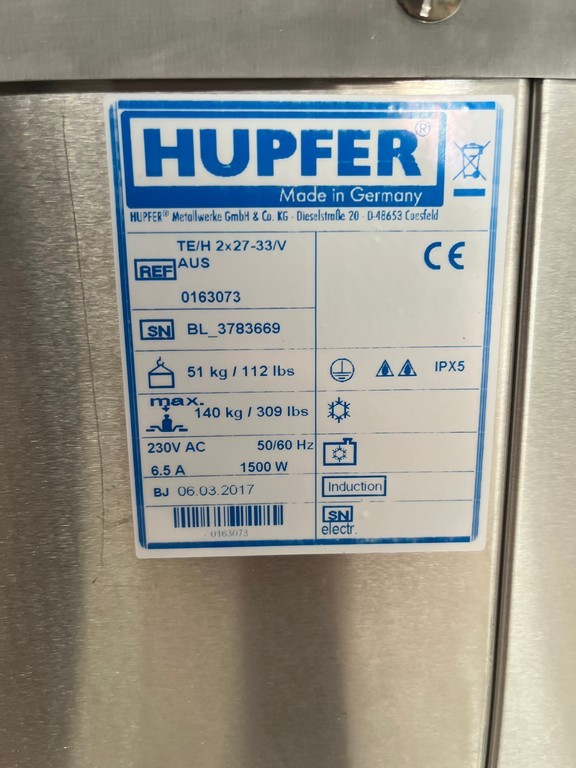 HUPFER®
Made in Germany
HUPFER® Metallwerke GmbH & Co. KG · Dieselstraße 20 · D-48653 Coesfeld
TE/H 2x27-33/V
REF AUS
0163073
SN BL_3783669
51 kg / 112 lbs
IPX5
max. 140 kg / 309 lbs
230V AC 50/60 Hz
6.5 A 1500 W
BJ 06.03.2017
Induction
SN
electr.
0163073